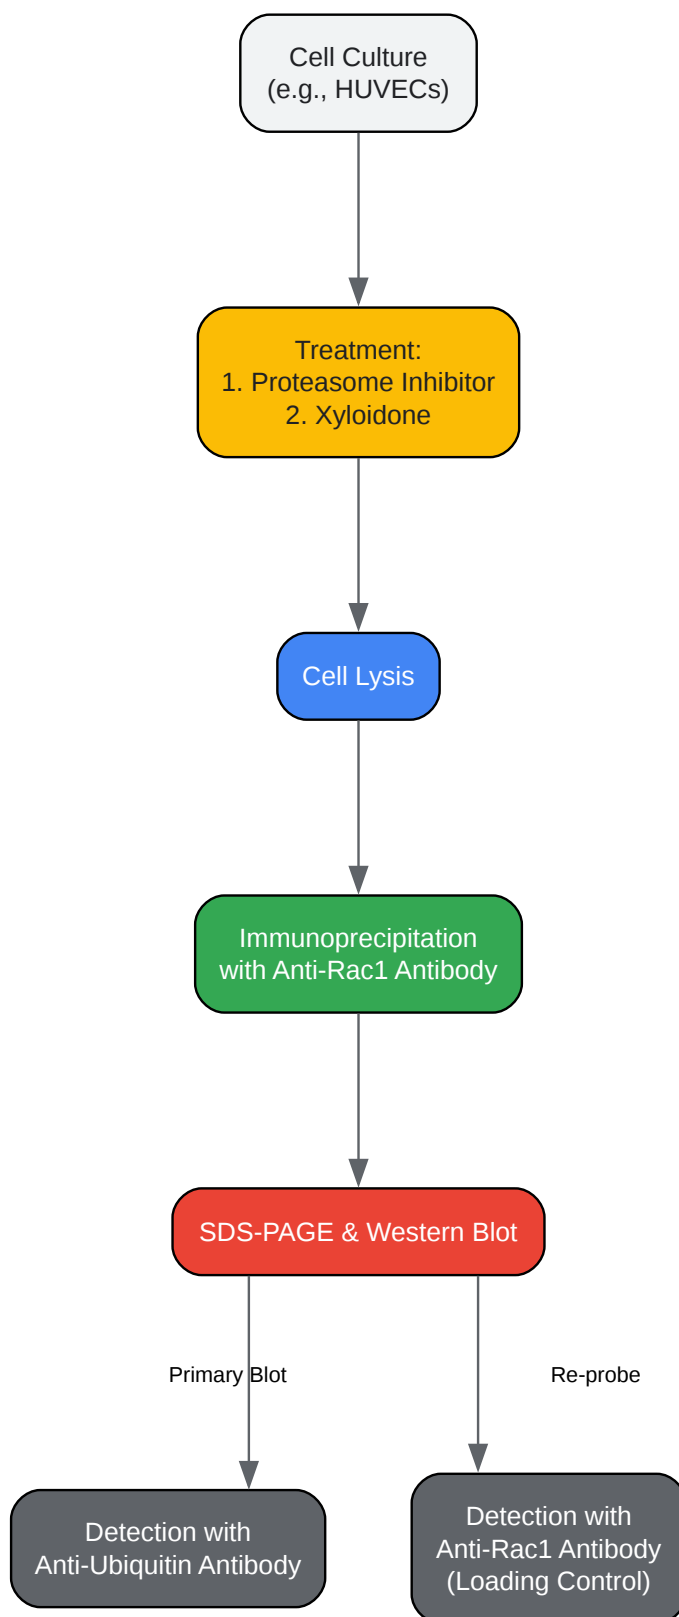 Cell Culture
(e.g., HUVECs)
Treatment:
1. Proteasome Inhibitor
2. Xyloidone
Cell Lysis
Immunoprecipitation
with Anti-Rac1 Antibody
SDS-PAGE & Western Blot
Primary Blot
Re-probe
Detection with
Anti-Ubiquitin Antibody
Detection with
Anti-Rac1 Antibody
(Loading Control)